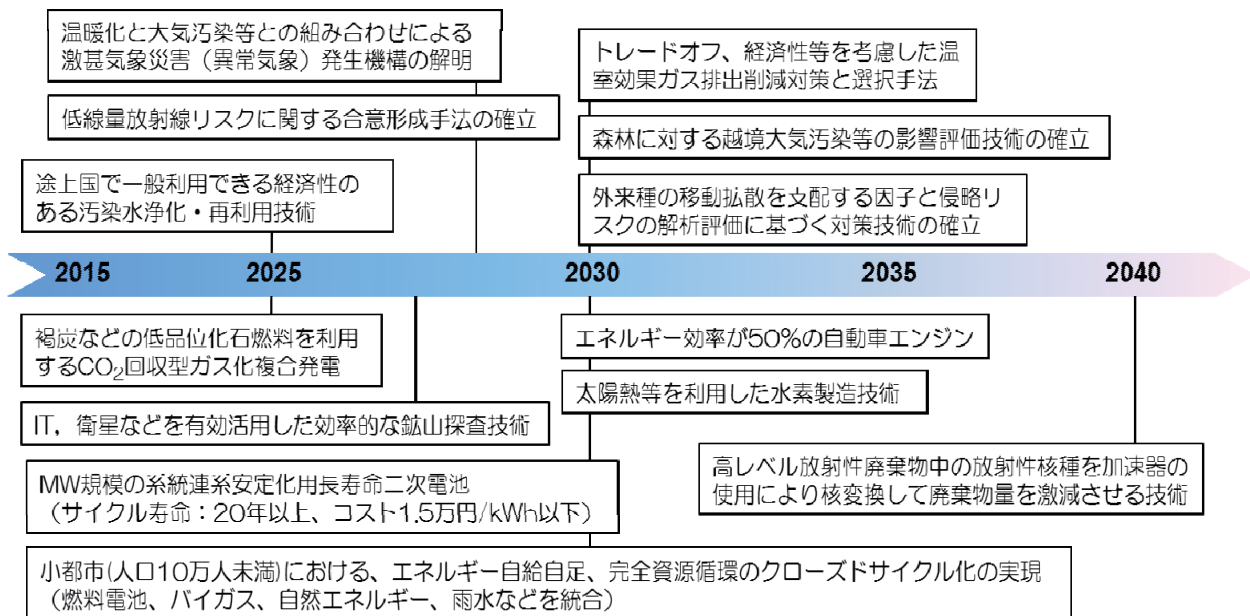 温暖化と大気汚染等との組み合わせによる
激甚気象災害（異常気象）発生機構の解明
低線量放射線リスクに関する合意形成手法の確立
途上国で一般利用できる経済性の
ある汚染水浄化・再利用技術
トレードオフ、経済性等を考慮した温
室効果ガス排出削減対策と選択手法
森林に対する越境大気汚染等の影響評価技術の確立
外来種の移動拡散を支配する因子と侵略リ
スクの解析評価に基づく対策技術の確立
2015 2025 2030 2035 2040
褐炭などの低品位化石燃料を利用
するCO₂回収型ガス化複合発電
IT，衛星などを有効活用した効率的な鉱山探査技術
MW規模の系統連系安定化用長寿命二次電池
（サイクル寿命：20年以上、コスト1.5万円/kWh以下）
エネルギー効率が50%の自動車エンジン
太陽熱等を利用した水素製造技術
高レベル放射性廃棄物中の放射性核種を加速器の
使用により核変換して廃棄物量を激減させる技術
小都市(人口10万人未満)における、エネルギー自給自足、完全資源循環のクローズドサイクル化の実現
（燃料電池、バイガス、自然エネルギー、雨水などを統合）